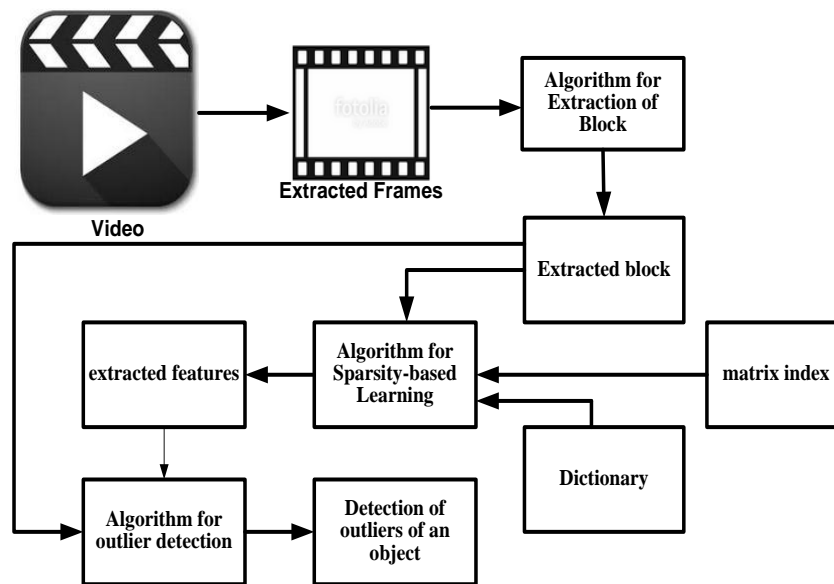 Algorithm for
Extraction of
Block
fotolia
Extracted Frames
Video
Extracted block
extracted features
Algorithm for
Sparsity-based
Learning
matrix index
Dictionary
Algorithm for
outlier detection
Detection of
outliers of an
object